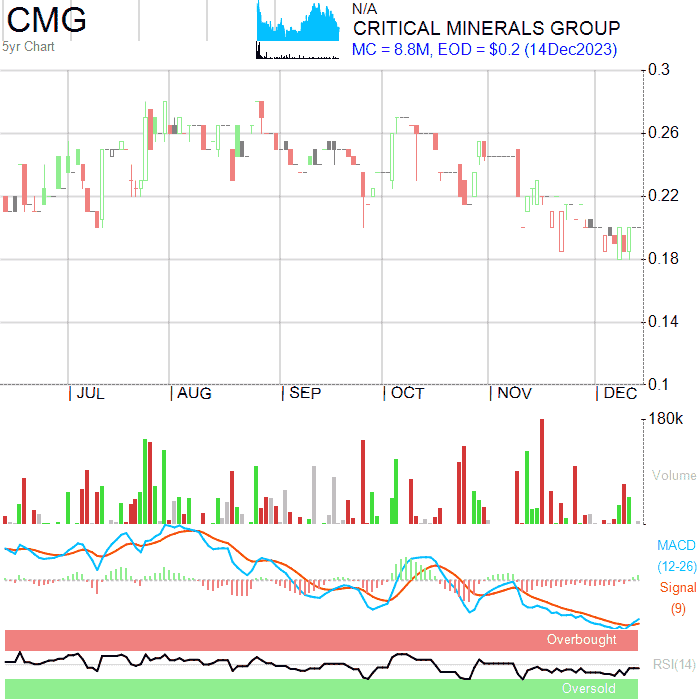 CMG
5yr Chart
N/A
CRITICAL MINERALS GROUP
MC = 8.8M, EOD = $0.2 (14Dec2023)
0.3
0.26
0.22
0.18
0.14
0.1
JUL AUG SEP OCT NOV DEC
180k
Volume
MACD
(12-26)
Signal
(9)
Overbought
RSI(14)
Oversold